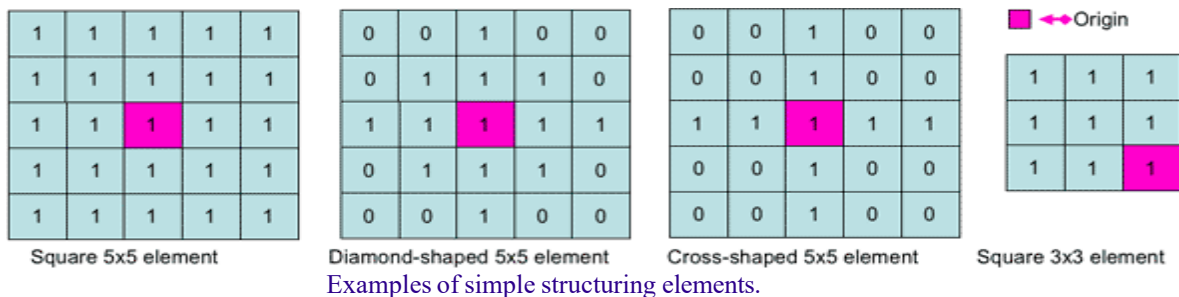 1 1 1 1 1
1 1 1 1 1
1 1 1 1 1
1 1 1 1 1
1 1 1 1 1
Square 5x5 element
0 0 1 0 0
0 1 1 1 0
1 1 1 1 1
0 1 1 1 0
0 0 1 0 0
Diamond-shaped 5x5 element
0 0 1 0 0
0 0 1 0 0
1 1 1 1 1
0 0 1 0 0
0 0 1 0 0
Cross-shaped 5x5 element
Origin
1 1 1
1 1 1
1 1 1
Square 3x3 element
Examples of simple structuring elements.